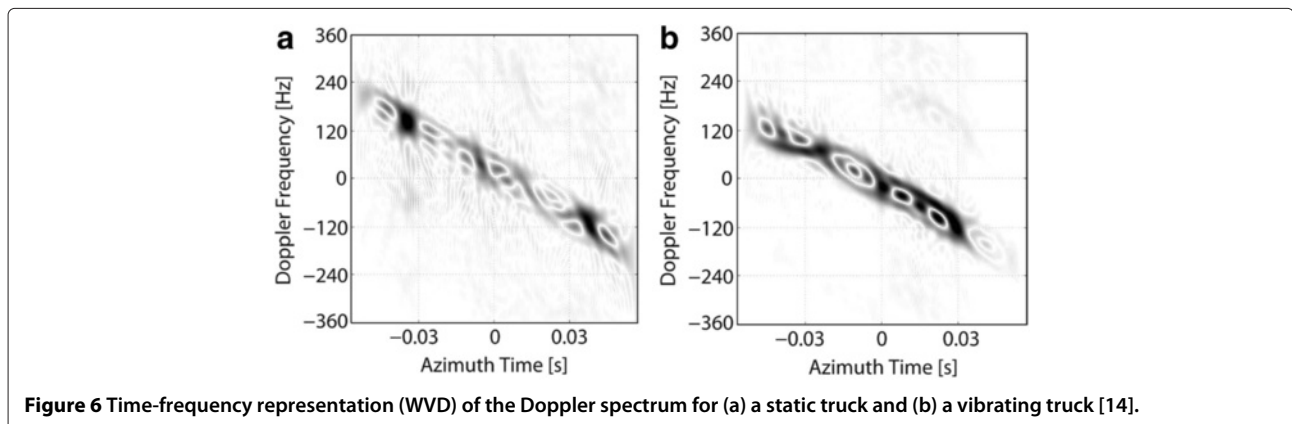 a
360
240
120
0
−120
−240
−360
Doppler Frequency [Hz]
−0.03
0
0.03
Azimuth Time [s]
b
360
240
120
0
−120
−240
−360
Doppler Frequency [Hz]
−0.03
0
0.03
Azimuth Time [s]
Figure 6 Time-frequency representation (WVD) of the Doppler spectrum for (a) a static truck and (b) a vibrating truck [14].